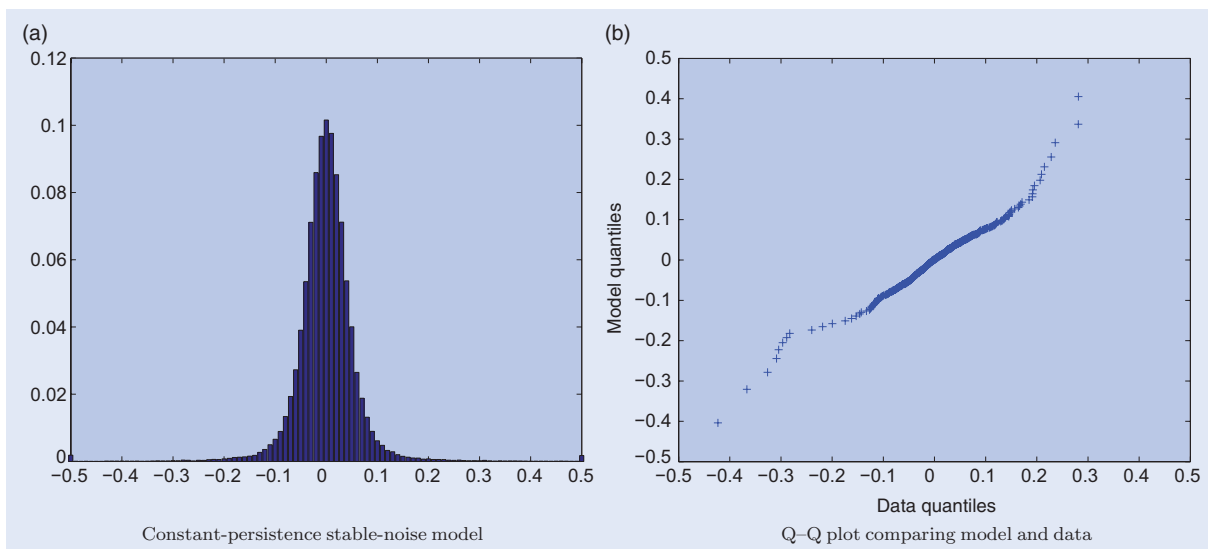 (a)
0.12
0.1
0.08
0.06
0.04
0.02
0
−0.5 −0.4 −0.3 −0.2 −0.1 0 0.1 0.2 0.3 0.4 0.5
Constant-persistence stable-noise model
(b)
0.5
0.4
0.3
0.2
0.1
0
−0.1
−0.2
−0.3
−0.4
−0.5
Model quantiles
−0.5 −0.4 −0.3 −0.2 −0.1 0 0.1 0.2 0.3 0.4 0.5
Data quantiles
Q–Q plot comparing model and data